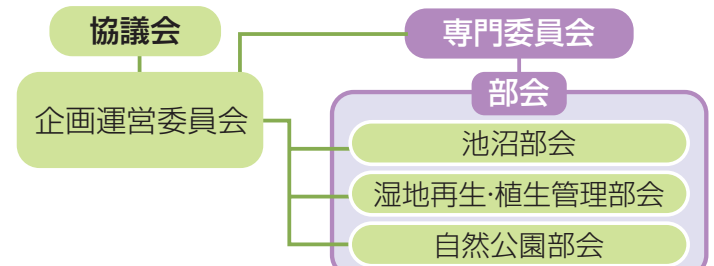 協議会
専門委員会
企画運営委員会
部会
池沼部会
湿地再生・植生管理部会
自然公園部会